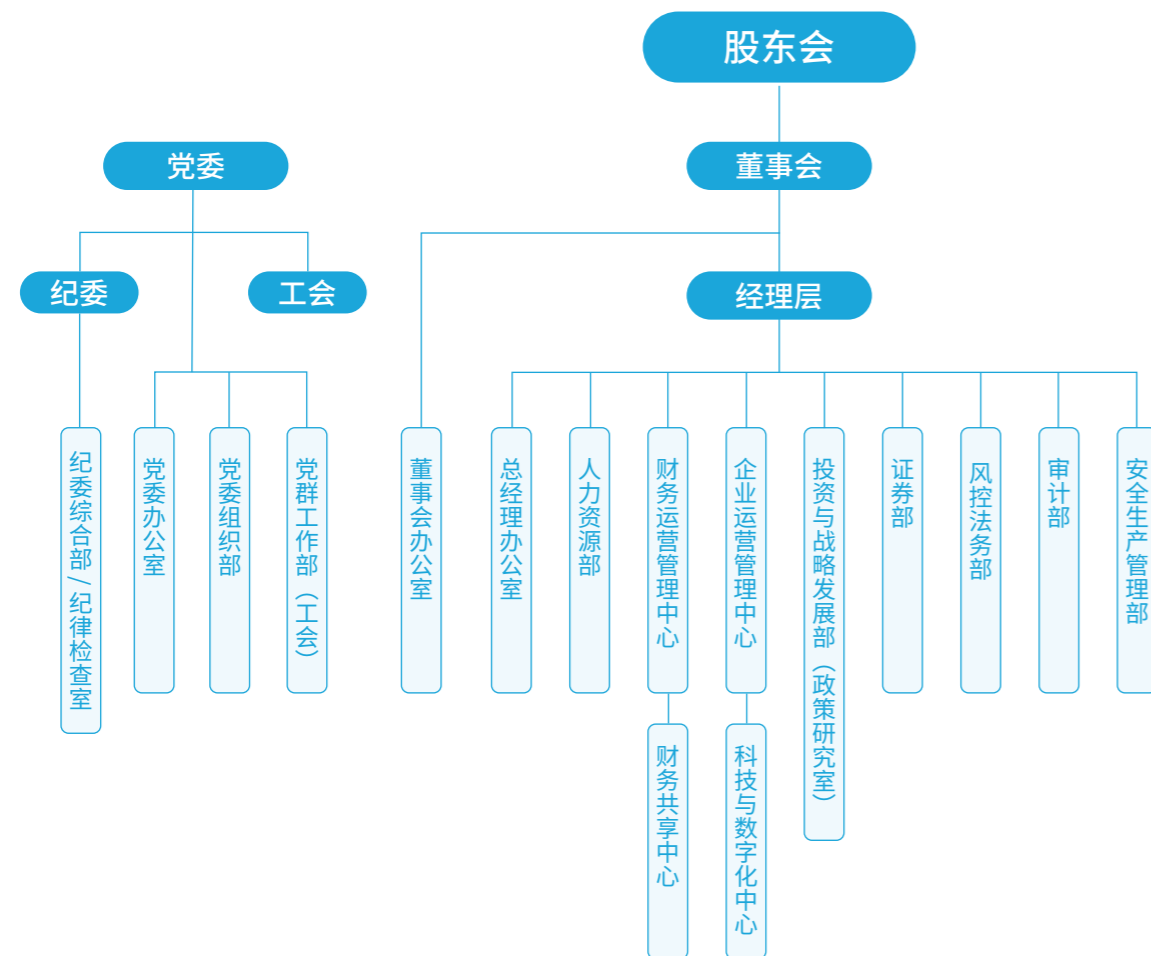 股东会
党委
董事会
纪委
工会
经理层
纪委综合部/纪律检查室
党委办公室
党委组织部
党群工作部（工会）
董事会办公室
总经理办公室
人力资源部
财务运营管理中心
企业运营管理中心
投资与战略发展部（政策研究室）
证券部
风控法务部
审计部
安全生产管理部
财务共享中心
科技与数字化中心